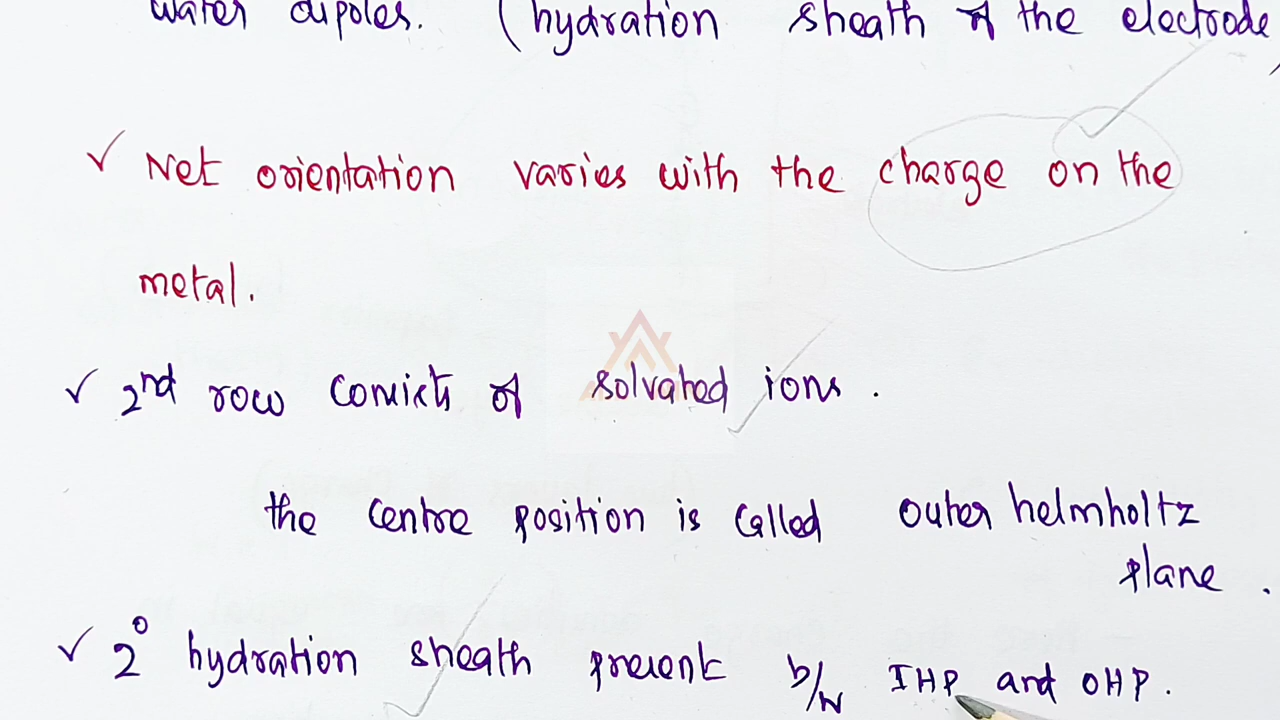 water dipoles. (hydration sheath of the electrode
✓ Net orientation varies with the charge on the
metal.
✓ 2nd row consists of solvated ions.
the centre position is called outer helmholtz
plane.
✓ 2° hydration sheath present b/w IHP and OHP.